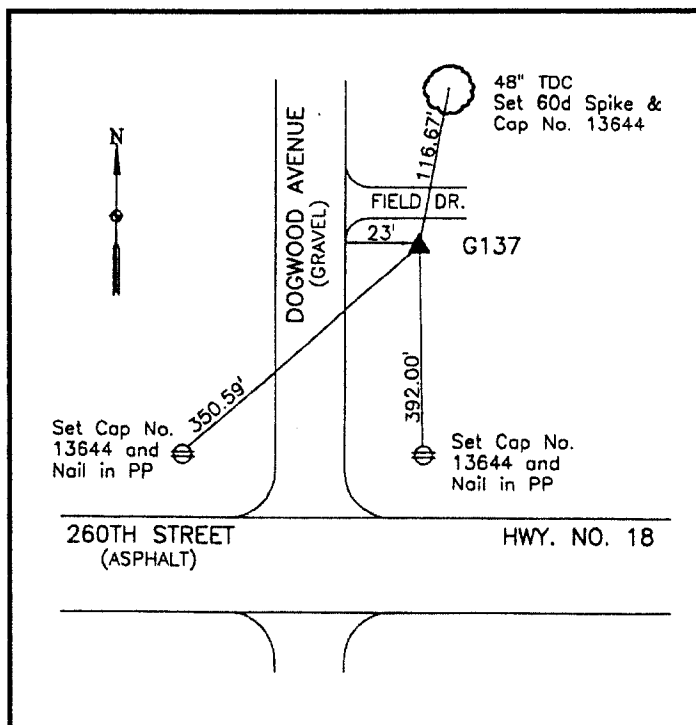 48" TDC
Set 60d Spike &
Cap No. 13644
N
116.67'
DOGWOOD AVENUE
(GRAVEL)
FIELD DR.
23'
G137
350.59'
392.00'
Set Cap No.
13644 and
Nail in PP
Set Cap No.
13644 and
Nail in PP
260TH STREET
(ASPHALT)
HWY. NO. 18